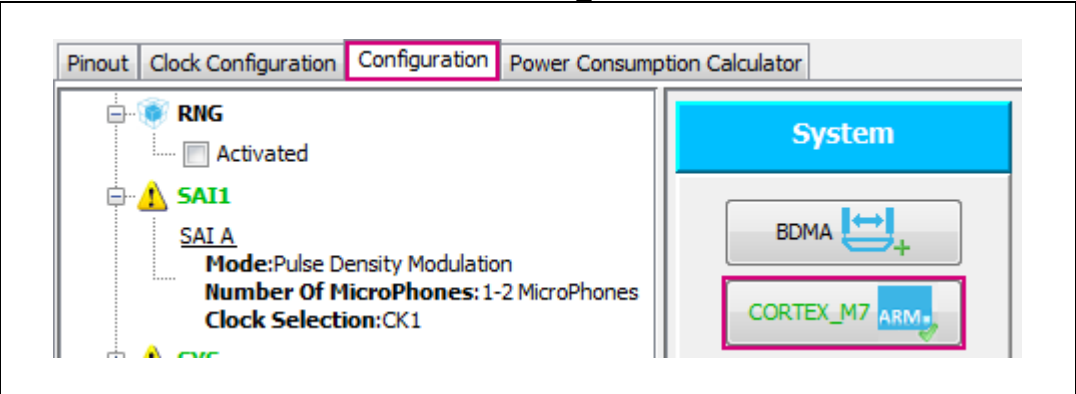 Pinout Clock Configuration Configuration Power Consumption Calculator
RNG
Activated
SAI1
SAI A
Mode:Pulse Density Modulation
Number Of MicroPhones:1-2 MicroPhones
Clock Selection:CK1
System
BDMA
CORTEX_M7 ARM